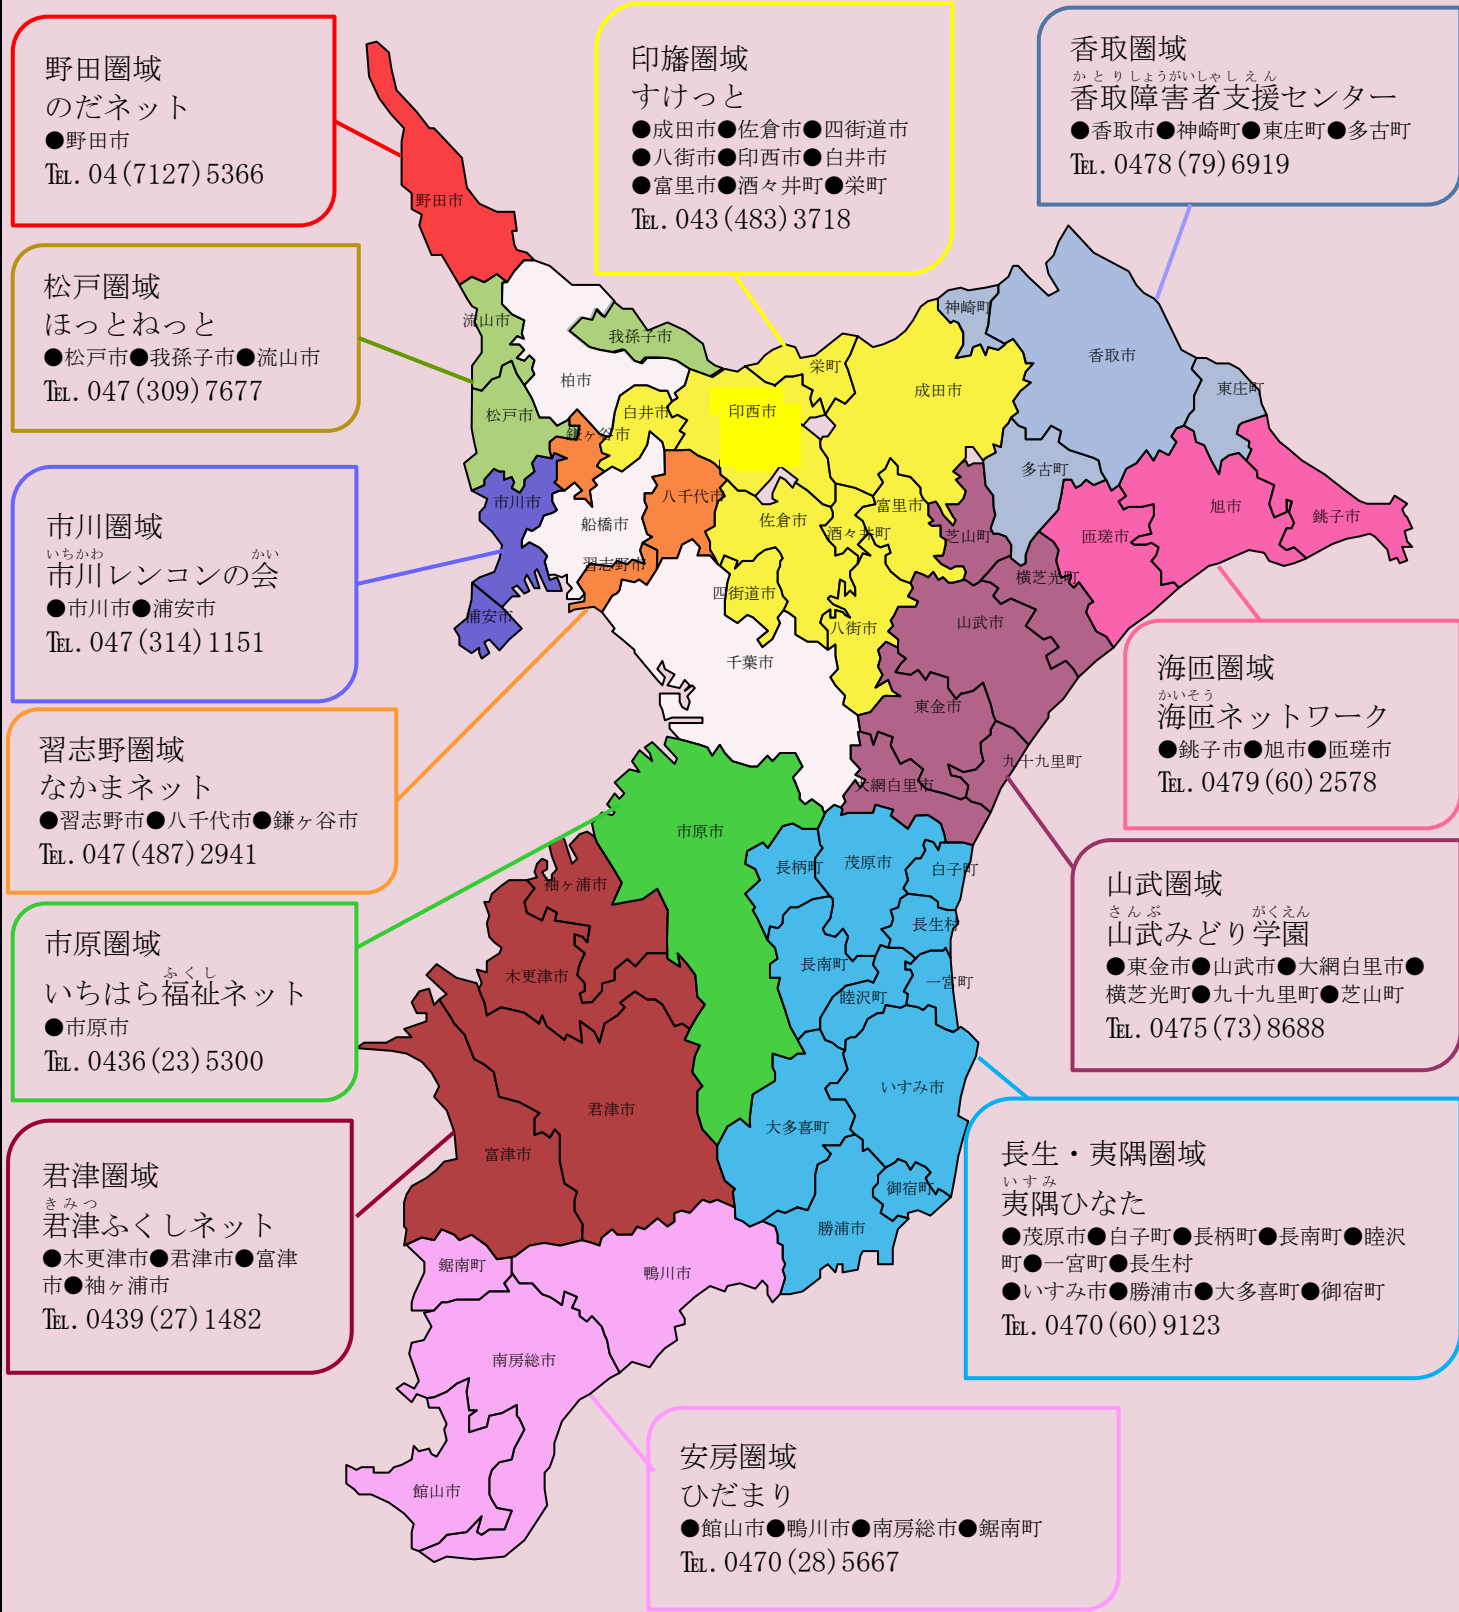 野田圏域
のだネット
●野田市
℡. 04(7127)5366
松戸圏域
ほっとねっと
●松戸市●我孫子市●流山市
℡. 047(309)7677
市川圏域
いちかわ かい
市川レンコンの会
●市川市●浦安市
℡. 047(314)1151
習志野圏域
なかまネット
●習志野市●八千代市●鎌ヶ谷市
℡. 047(487)2941
市原圏域
ふくし
いちはら福祉ネット
●市原市
℡. 0436(23)5300
君津圏域
きみつ
君津ふくしネット
●木更津市●君津市●富津
市●袖ヶ浦市
℡. 0439(27)1482
印旛圏域
すけっと
●成田市●佐倉市●四街道市
●八街市●印西市●白井市
●富里市●酒々井町●栄町
℡. 043(483)3718
香取圏域
かとりしょうがいしゃしえん
香取障害者支援センター
●香取市●神崎町●東庄町●多古町
℡. 0478(79)6919
海匝圏域
かいそう
海匝ネットワーク
●銚子市●旭市●匝瑳市
℡. 0479(60)2578
山武圏域
さんぶ がくえん
山武みどり学園
●東金市●山武市●大網白里市●
横芝光町●九十九里町●芝山町
℡. 0475(73)8688
長生・夷隅圏域
いすみ
夷隅ひなた
●茂原市●白子町●長柄町●長南町●睦沢
町●一宮町●長生村
●いすみ市●勝浦市●大多喜町●御宿町
℡. 0470(60)9123
安房圏域
ひだまり
●館山市●鴨川市●南房総市●鋸南町
℡. 0470(28)5667
野田市
流山市
我孫子市
柏市
松戸市
鎌ヶ谷市
白井市
印西市
栄町
成田市
神崎町
香取市
東庄町
多古町
市川市
船橋市
八千代市
佐倉市
酒々井町
富里市
芝山町
匝瑳市
旭市
銚子市
習志野市
浦安市
四街道市
八街市
横芝光町
山武市
千葉市
東金市
九十九里町
大網白里市
市原市
長柄町
茂原市
白子町
袖ヶ浦市
長生村
木更津市
長南町
睦沢町
一宮町
いすみ市
君津市
大多喜町
富津市
御宿町
勝浦市
鋸南町
鴨川市
南房総市
館山市